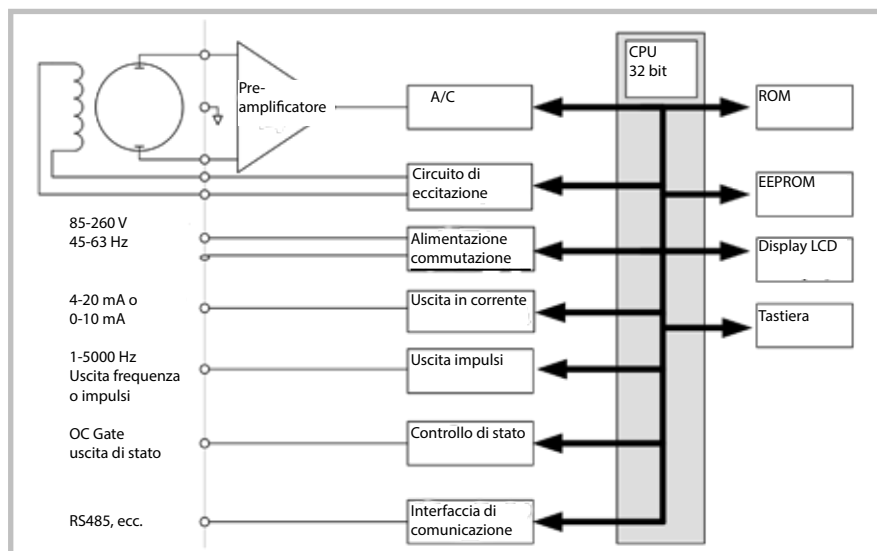 CPU
32 bit
Pre-
amplificatore
A/C
ROM
Circuito di
eccitazione
EEPROM
85-260 V
45-63 Hz
Alimentazione
commutazione
Display LCD
4-20 mA o
0-10 mA
Uscita in corrente
Tastiera
1-5000 Hz
Uscita frequenza
o impulsi
Uscita impulsi
OC Gate
uscita di stato
Controllo di stato
RS485, ecc.
Interfaccia di
comunicazione